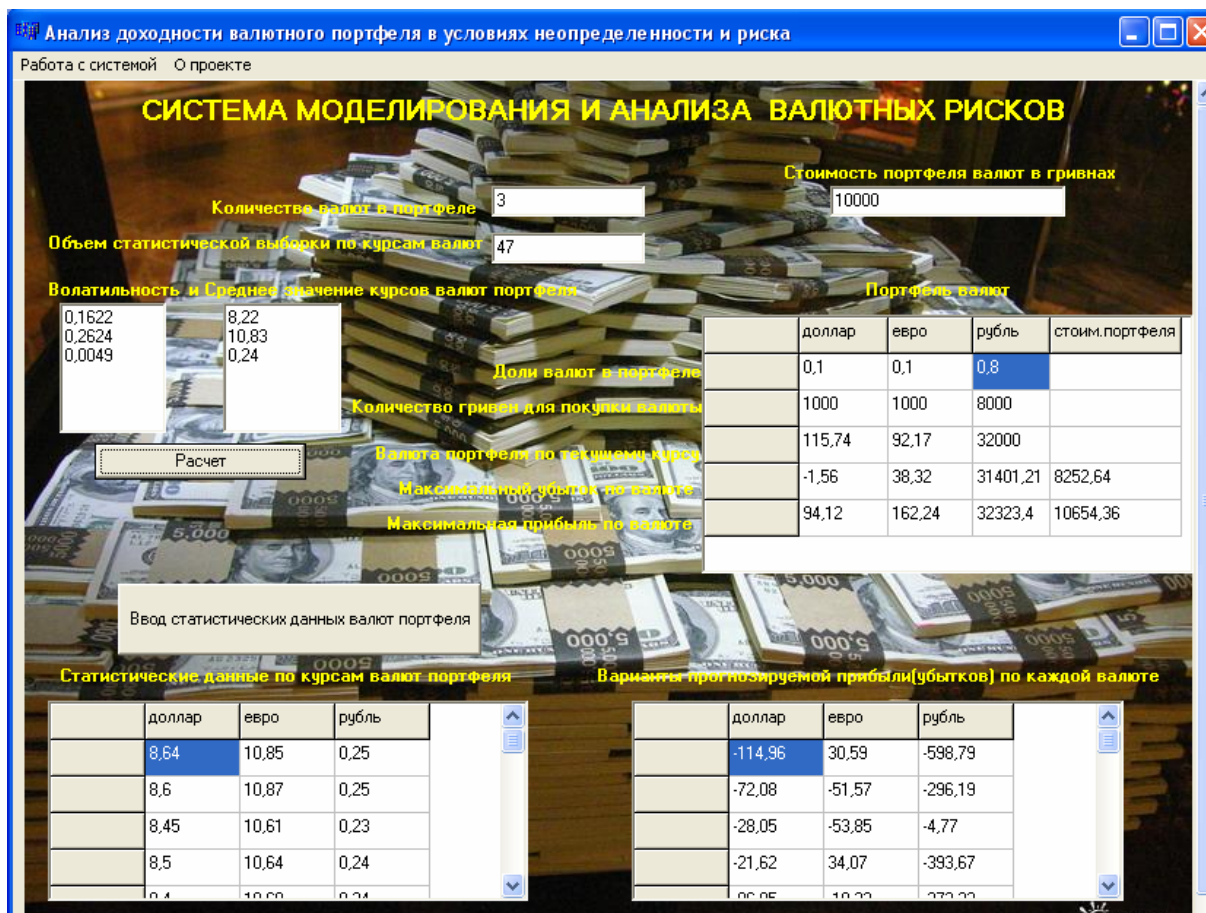 Анализ доходности валютного портфеля в условиях неопределенности и риска
Работа с системой О проекте
СИСТЕМА МОДЕЛИРОВАНИЯ И АНАЛИЗА ВАЛЮТНЫХ РИСКОВ
Стоимость портфеля валют в гривнах
10000
Количество валют в портфеле 3
Объем статистической выборки по курсам валют 47
Волатильность и Среднее значение курсов валют портфеля
0,1622 8,22
0,2624 10,83
0,0049 0,24
Расчет
Портфель валют
доллар евро рубль стоим.портфеля
Доли валют в портфеле 0,1 0,1 0,8
Количество гривен для покупки валюты 1000 1000 8000
Валюта портфеля по текущему курсу 115,74 92,17 32000
Максимальный убыток по валюте -1,56 38,32 31401,21 8252,64
Максимальная прибыль по валюте 94,12 162,24 32323,4 10654,36
Ввод статистических данных валют портфеля
Статистические данные по курсам валют портфеля
доллар евро рубль
8,64 10,85 0,25
8,6 10,87 0,25
8,45 10,61 0,23
8,5 10,64 0,24
Варианты прогнозируемой прибыли(убытков) по каждой валюте
доллар евро рубль
-114,96 30,59 -598,79
-72,08 -51,57 -296,19
-28,05 -53,85 -4,77
-21,62 34,07 -393,67